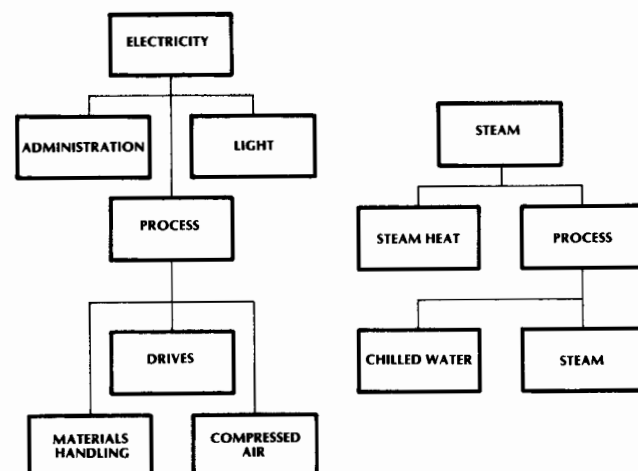 ELECTRICITY
ADMINISTRATION
LIGHT
PROCESS
DRIVES
MATERIALS
HANDLING
COMPRESSED
AIR
STEAM
STEAM HEAT
PROCESS
CHILLED WATER
STEAM